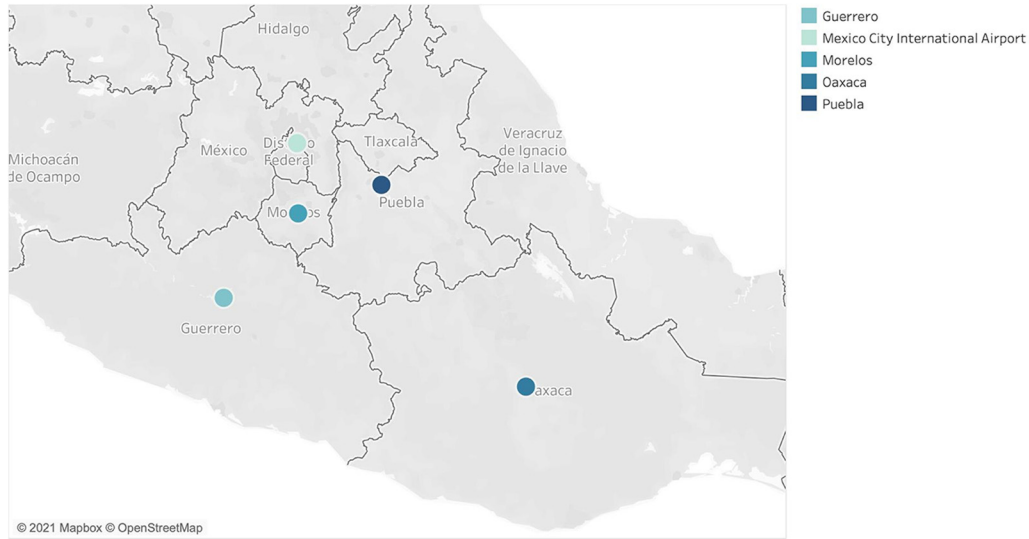 Hidalgo
México
Federal
Tlaxcala
Veracruz
de Ignacio
de la Llave
Michoacán
de Ocampo
Puebla
Guerrero
© 2021 Mapbox © OpenStreetMap
Guerrero
Mexico City International Airport
Morelos
Oaxaca
Puebla